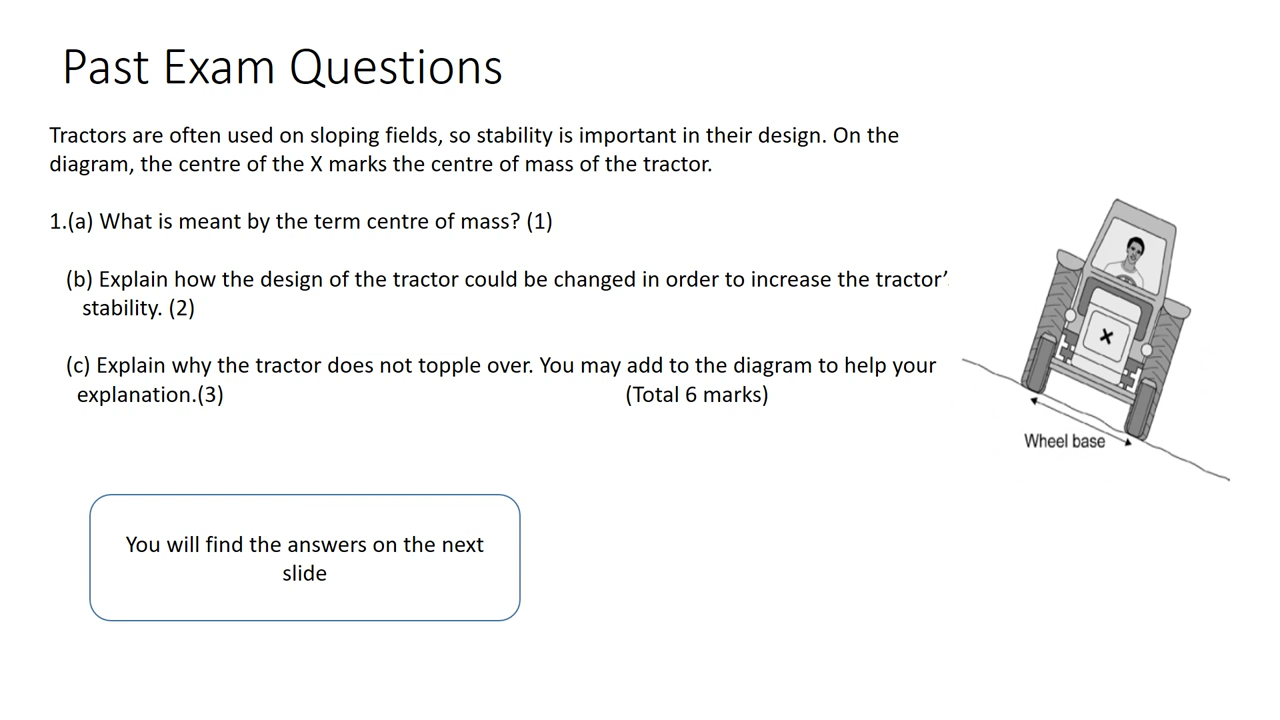 Past Exam Questions
Tractors are often used on sloping fields, so stability is important in their design. On the
diagram, the centre of the X marks the centre of mass of the tractor.
1.(a) What is meant by the term centre of mass? (1)
(b) Explain how the design of the tractor could be changed in order to increase the tractor’
stability. (2)
(c) Explain why the tractor does not topple over. You may add to the diagram to help your
explanation.(3) (Total 6 marks)
X
Wheel base
You will find the answers on the next
slide